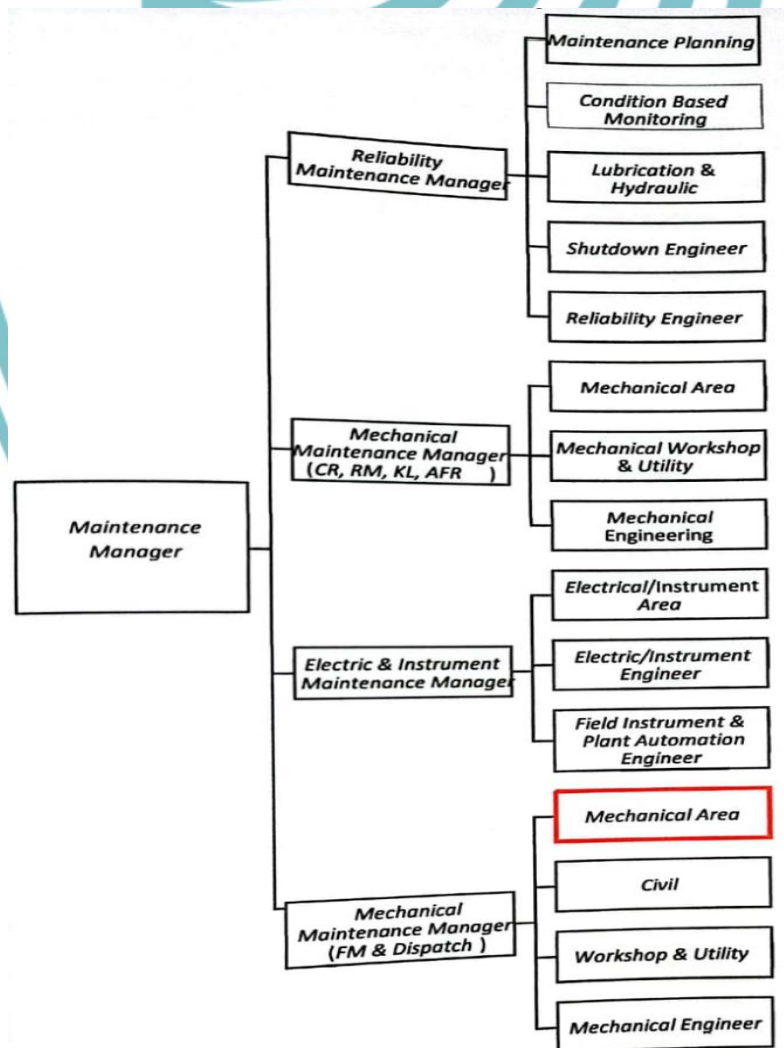 Maintenance Planning
Condition Based
Monitoring
Reliability
Maintenance Manager
Lubrication &
Hydraulic
Shutdown Engineer
Reliability Engineer
Mechanical Area
Mechanical
Maintenance Manager
(CR, RM, KL, AFR )
Mechanical Workshop
& Utility
Mechanical
Engineering
Maintenance
Manager
Electrical/Instrument
Area
Electric & Instrument
Maintenance Manager
Electric/Instrument
Engineer
Field Instrument &
Plant Automation
Engineer
Mechanical Area
Civil
Mechanical
Maintenance Manager
(FM & Dispatch )
Workshop & Utility
Mechanical Engineer